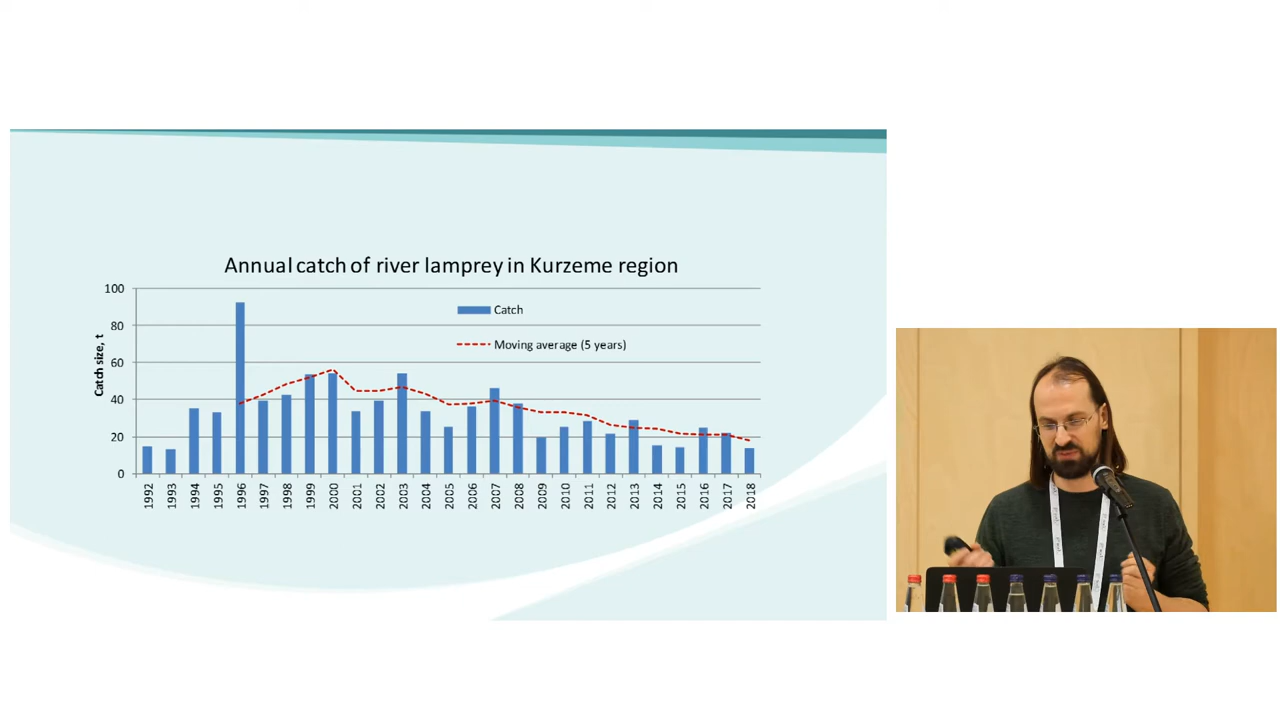 Annual catch of river lamprey in Kurzeme region
100
80
60
40
20
0
Catch size, t
Catch
Moving average (5 years)
1992 1993 1994 1995 1996 1997 1998 1999 2000 2001 2002 2003 2004 2005 2006 2007 2008 2009 2010 2011 2012 2013 2014 2015 2016 2017 2018